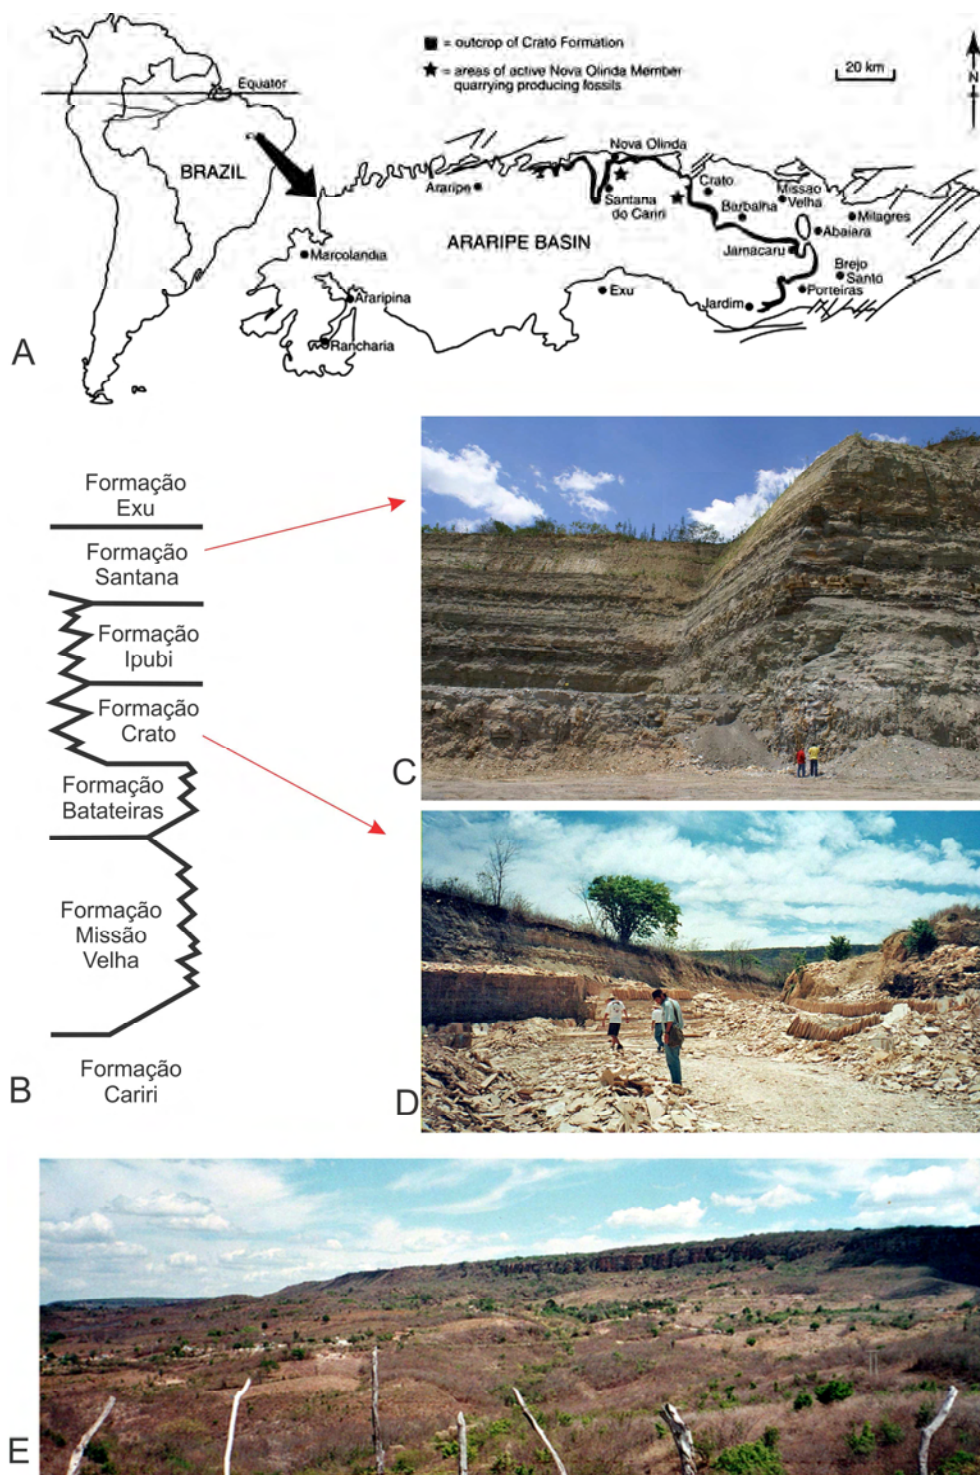 ■ = outcrop of Crato Formation
★ = areas of active Nova Olinda Member
quarrying producing fossils
20 km
N
Equator
BRAZIL
Nova Olinda
Araripe
Santana
do Cariri
Crato
Missao
Velha
Barbalha
Milagres
Abaiara
ARARIPE BASIN
Jamacaru
Marcolandia
Brejo
Santo
Exu
Porteiras
Araripina
Jardim
Rancharia
A
Formação
Exu
Formação
Santana
Formação
Ipubi
Formação
Crato
Formação
Batateiras
Formação
Missão
Velha
Formação
Cariri
B
C
D
E